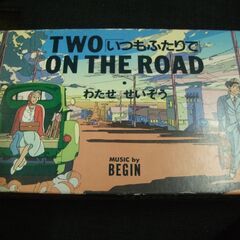 TWO[いつもふたりで]
ON THE ROAD
・
わたせ せいぞう
MUSIC by
BEGIN